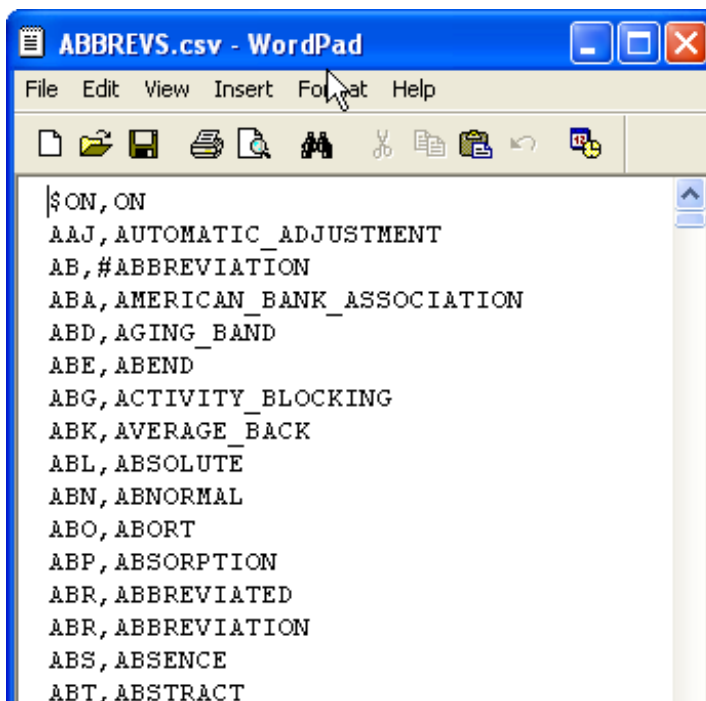 ABBREVS.csv - WordPad
File Edit View Insert Format Help
$ON,ON
AAJ,AUTOMATIC_ADJUSTMENT
AB,#ABBREVIATION
ABA,AMERICAN_BANK_ASSOCIATION
ABD,AGING_BAND
ABE,ABEND
ABG,ACTIVITY_BLOCKING
ABK,AVERAGE_BACK
ABL,ABSOLUTE
ABN,ABNORMAL
ABO,ABORT
ABP,ABSORPTION
ABR,ABBREVIATED
ABR,ABBREVIATION
ABS,ABSENCE
ABT,ABSTRACT